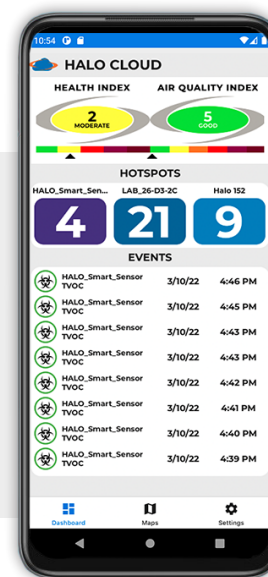 10:54
HALO CLOUD
HEALTH INDEX AIR QUALITY INDEX
2 5
MODERATE GOOD
HOTSPOTS
HALO_Smart_Sen... LAB_26-D3-2C Halo 152
4 21 9
EVENTS
HALO_Smart_Sensor
TVOC 3/10/22 4:46 PM
HALO_Smart_Sensor
TVOC 3/10/22 4:45 PM
HALO_Smart_Sensor
TVOC 3/10/22 4:43 PM
HALO_Smart_Sensor
TVOC 3/10/22 4:43 PM
HALO_Smart_Sensor
TVOC 3/10/22 4:42 PM
HALO_Smart_Sensor
TVOC 3/10/22 4:41 PM
HALO_Smart_Sensor
TVOC 3/10/22 4:40 PM
HALO_Smart_Sensor
TVOC 3/10/22 4:39 PM
Dashboard Maps Settings